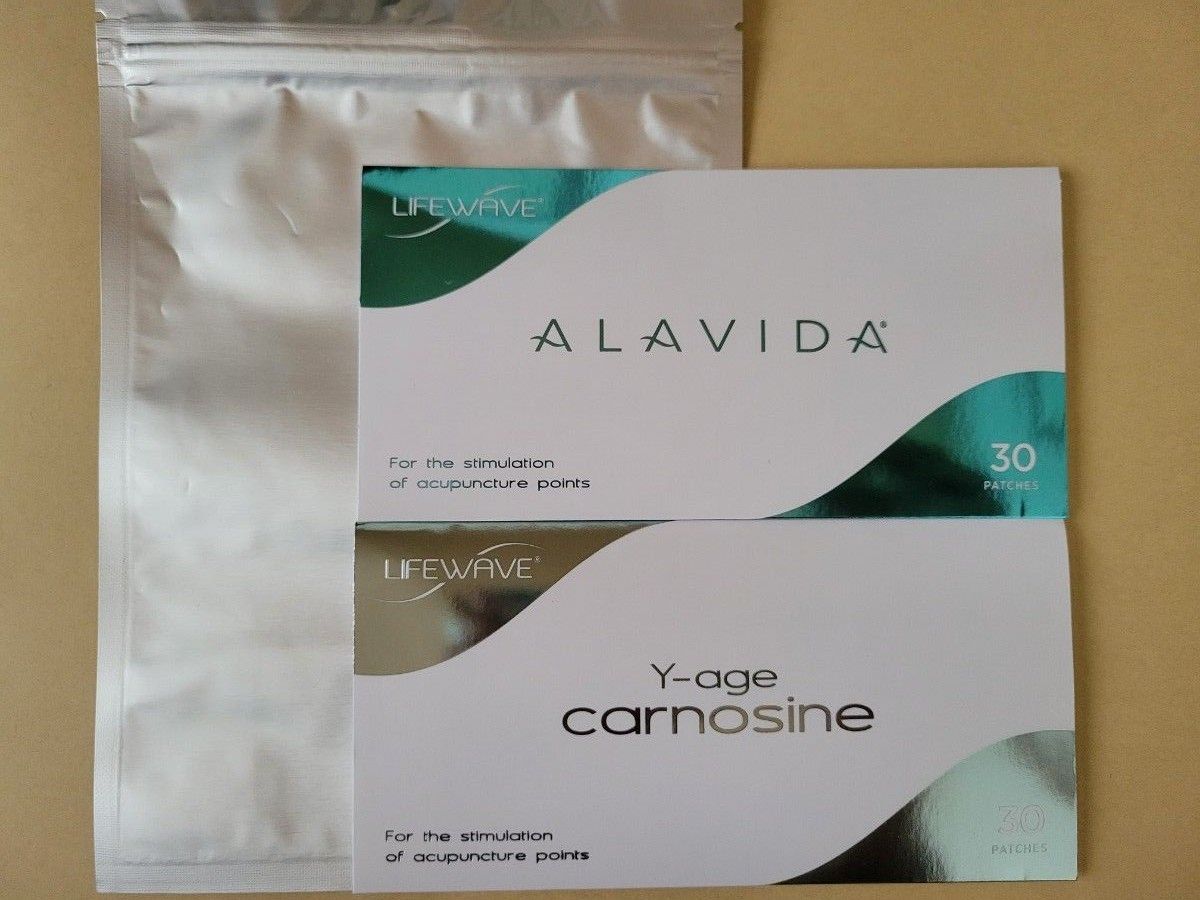 LIFEWAVE®
ALAVIDA®
For the stimulation
of acupuncture points
30
PATCHES
LIFEWAVE®
Y-age
carnosine
For the stimulation
of acupuncture points
30
PATCHES